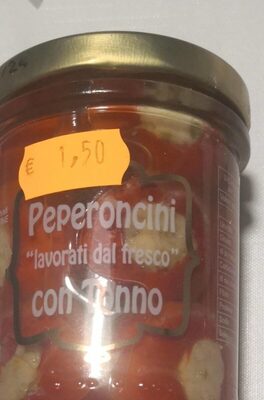 € 1,50
Peperoncini
"lavorati dal fresco"
con Tonno